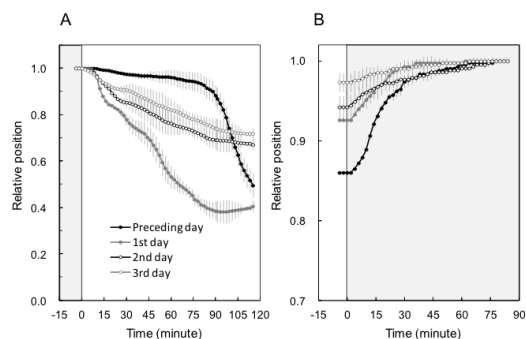 A
B
Relative position
1.0
0.8
0.6
0.4
0.2
0.0
Preceding day
1st day
2nd day
3rd day
-15 0 15 30 45 60 75 90 105 120
Time (minute)
Relative position
1.0
0.9
0.8
0.7
-15 0 15 30 45 60 75 90
Time (minute)